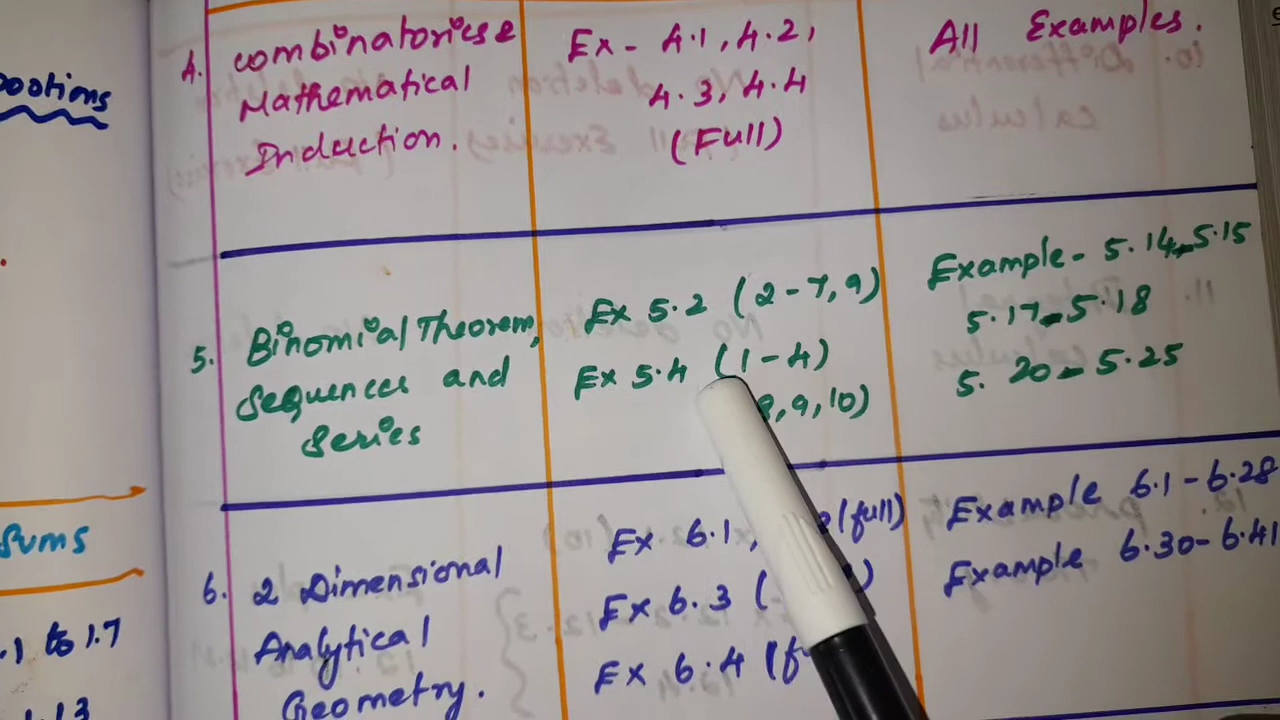 4. Combinatorics & Mathematical Induction.
Ex - 4.1, 4.2,
4.3, 4.4
(Full)
All Examples.
5. Binomial Theorem,
Sequences and
Series
Ex 5.2 (2-7, 9)
Ex 5.4 (1-4)
9, 10)
Example - 5.14, 5.15
5.17 - 5.18
5. 20 - 5.25
6. 2 Dimensional
Analytical
Geometry.
Ex 6.1,
(full)
Ex 6.3 (
Ex 6.4
Example 6.1 - 6.28
Example 6.30 - 6.41
Sums
.1 to 1.7